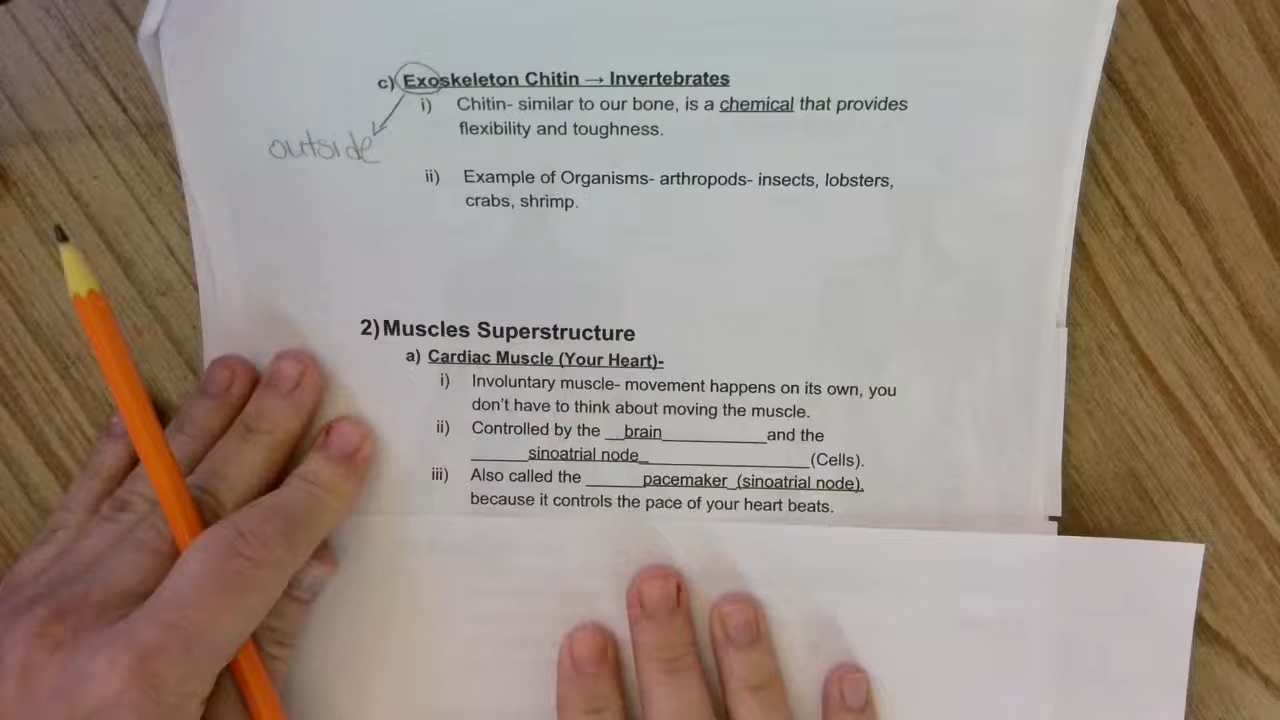 c) Exoskeleton Chitin → Invertebrates
i) Chitin- similar to our bone, is a chemical that provides
flexibility and toughness.
outside
ii) Example of Organisms- arthropods- insects, lobsters,
crabs, shrimp.
2) Muscles Superstructure
a) Cardiac Muscle (Your Heart)-
i) Involuntary muscle- movement happens on its own, you
don't have to think about moving the muscle.
ii) Controlled by the __brain____________and the
______sinoatrial node___________________(Cells).
iii) Also called the ______pacemaker_(sinoatrial node),
because it controls the pace of your heart beats.